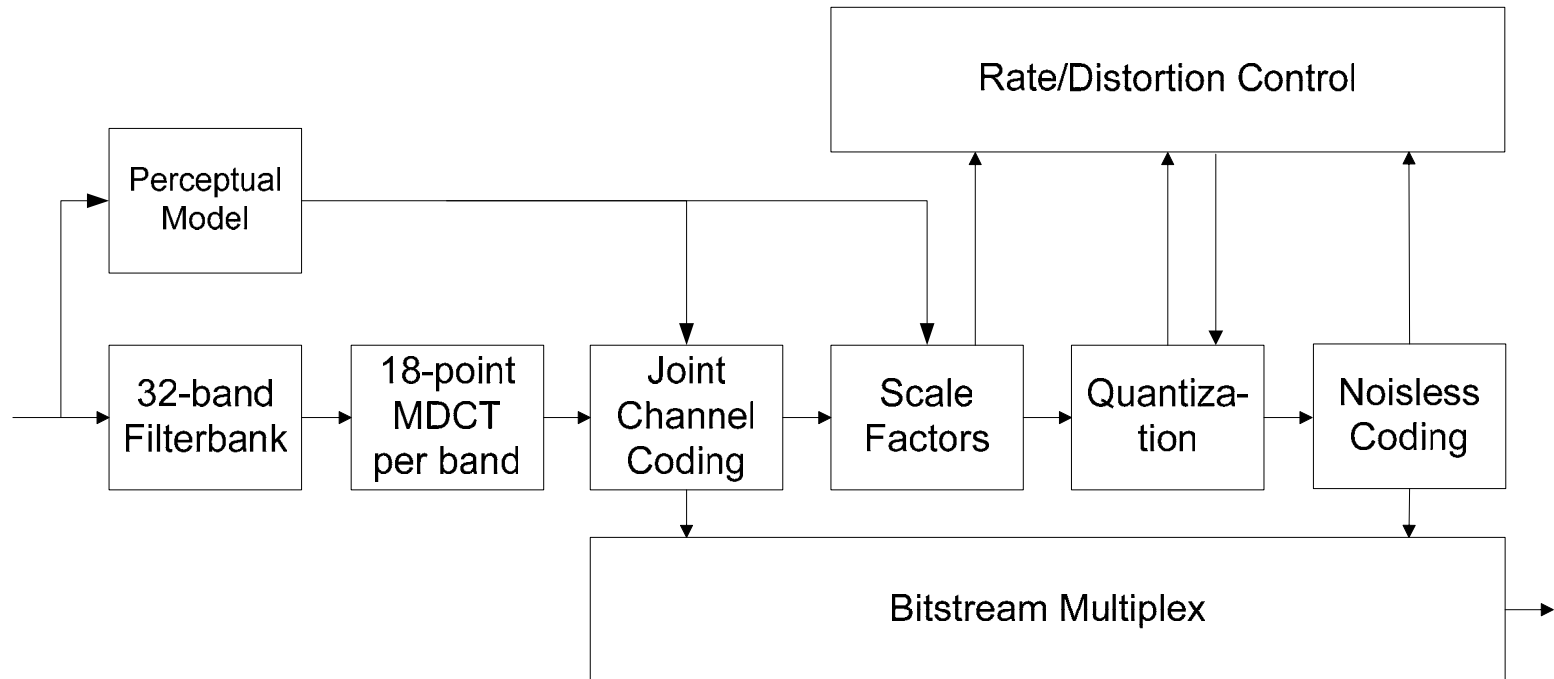 Rate/Distortion Control
Perceptual
Model
32-band
Filterbank
18-point
MDCT
per band
Joint
Channel
Coding
Scale
Factors
Quantiza-
tion
Noisless
Coding
Bitstream Multiplex